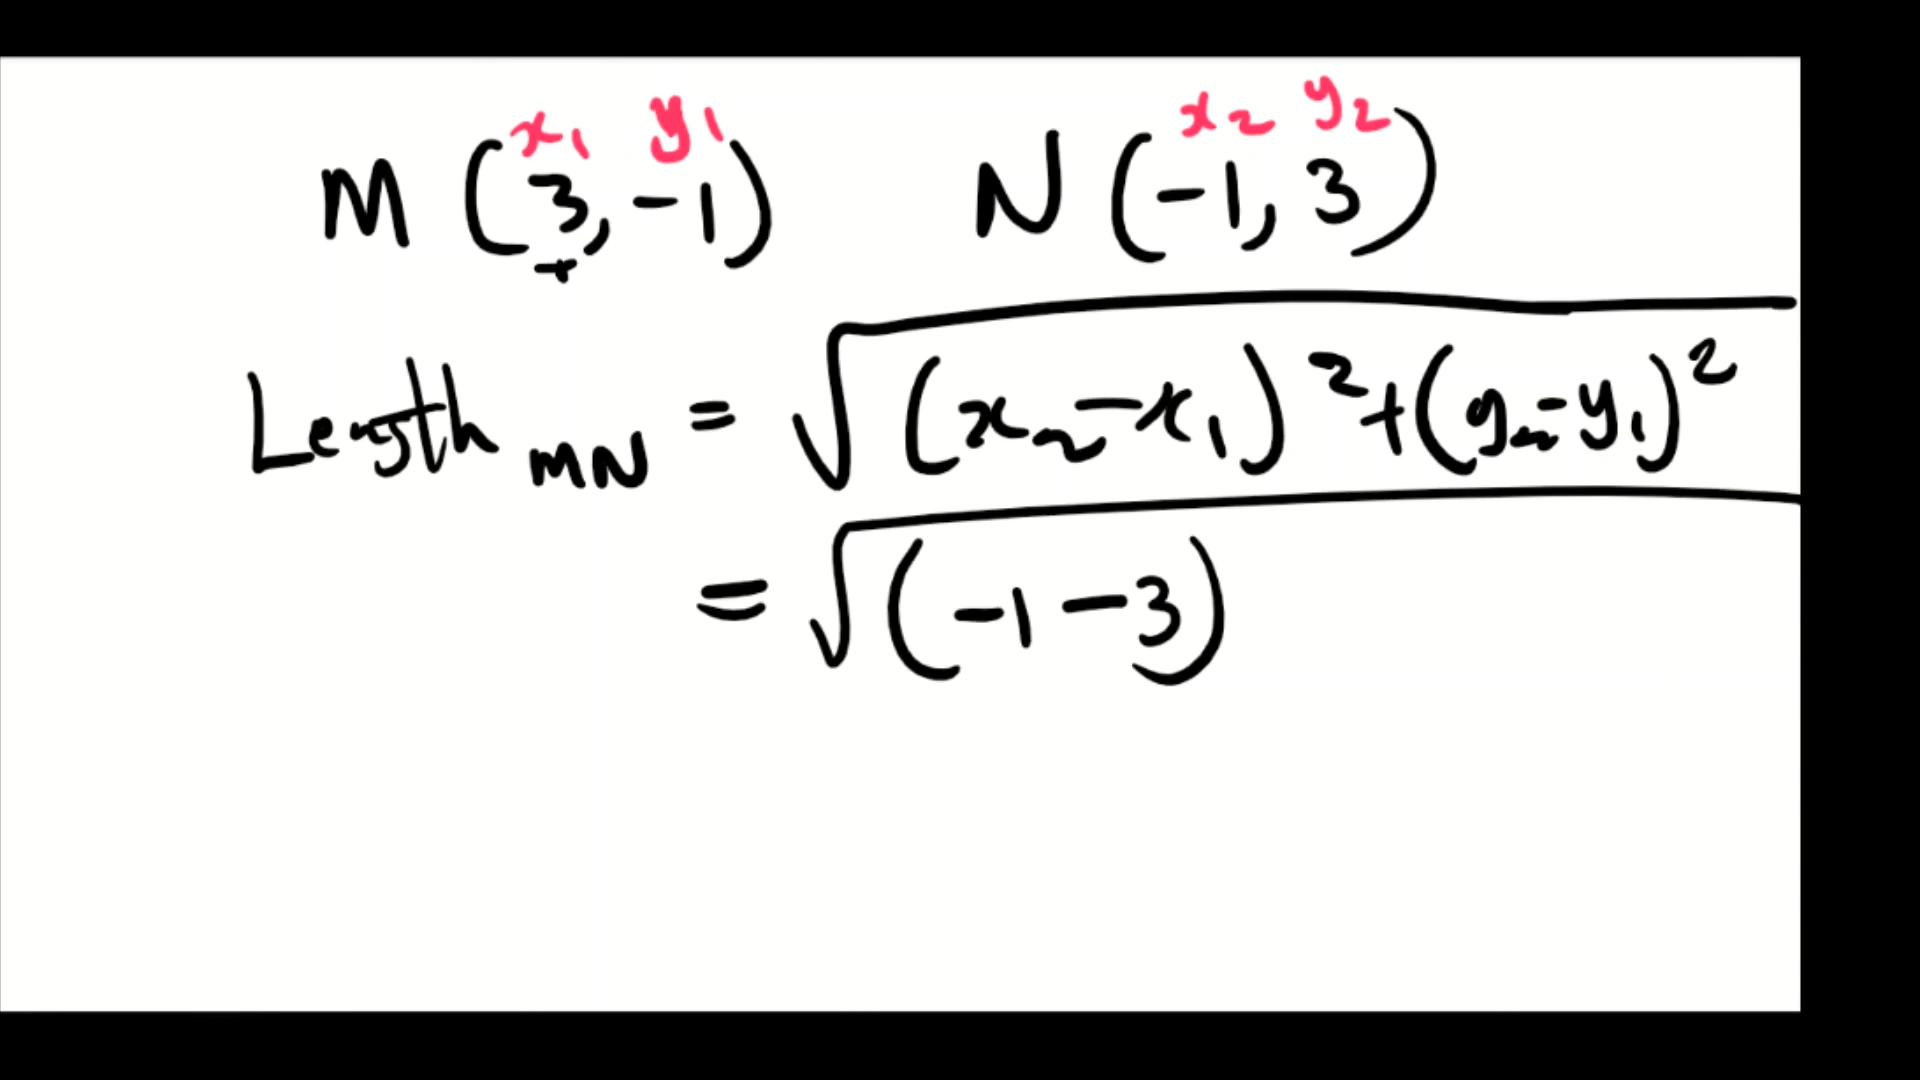 x₁ y₁ x₂ y₂
M (3, -1) N (-1, 3)
+
Length MN = √(x₂-x₁)²+(y₂-y₁)²
= √(-1-3)